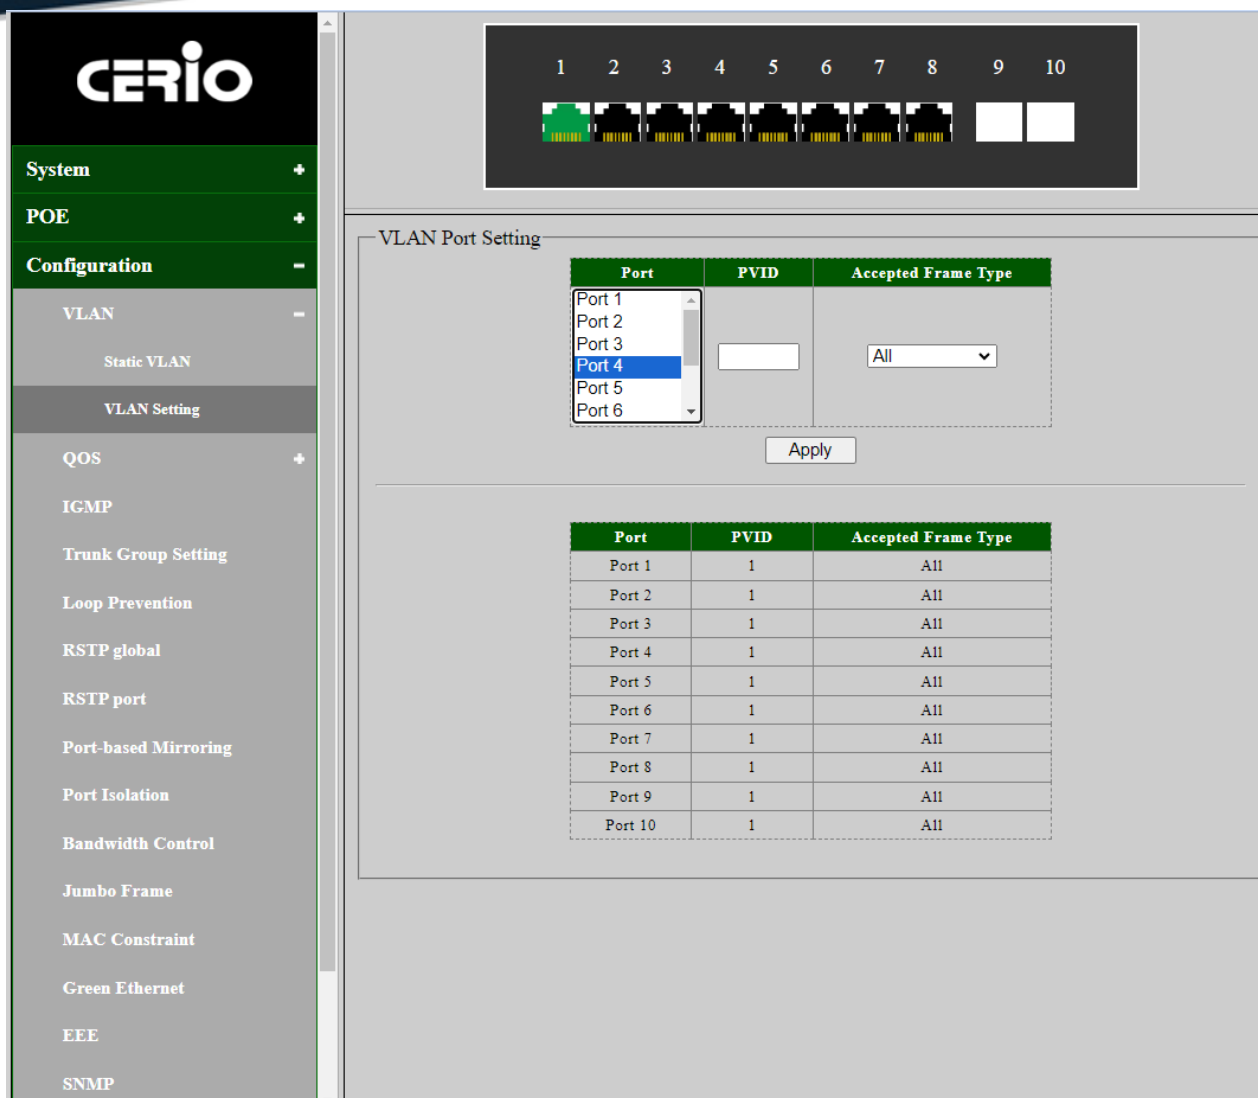 CERIO
System
POE
Configuration
VLAN
Static VLAN
VLAN Setting
QOS
IGMP
Trunk Group Setting
Loop Prevention
RSTP global
RSTP port
Port-based Mirroring
Port Isolation
Bandwidth Control
Jumbo Frame
MAC Constraint
Green Ethernet
EEE
SNMP
1 2 3 4 5 6 7 8 9 10
VLAN Port Setting
Port PVID Accepted Frame Type
Port 1
Port 2
Port 3
Port 4
Port 5
Port 6
All
Apply
Port PVID Accepted Frame Type
Port 1 1 All
Port 2 1 All
Port 3 1 All
Port 4 1 All
Port 5 1 All
Port 6 1 All
Port 7 1 All
Port 8 1 All
Port 9 1 All
Port 10 1 All